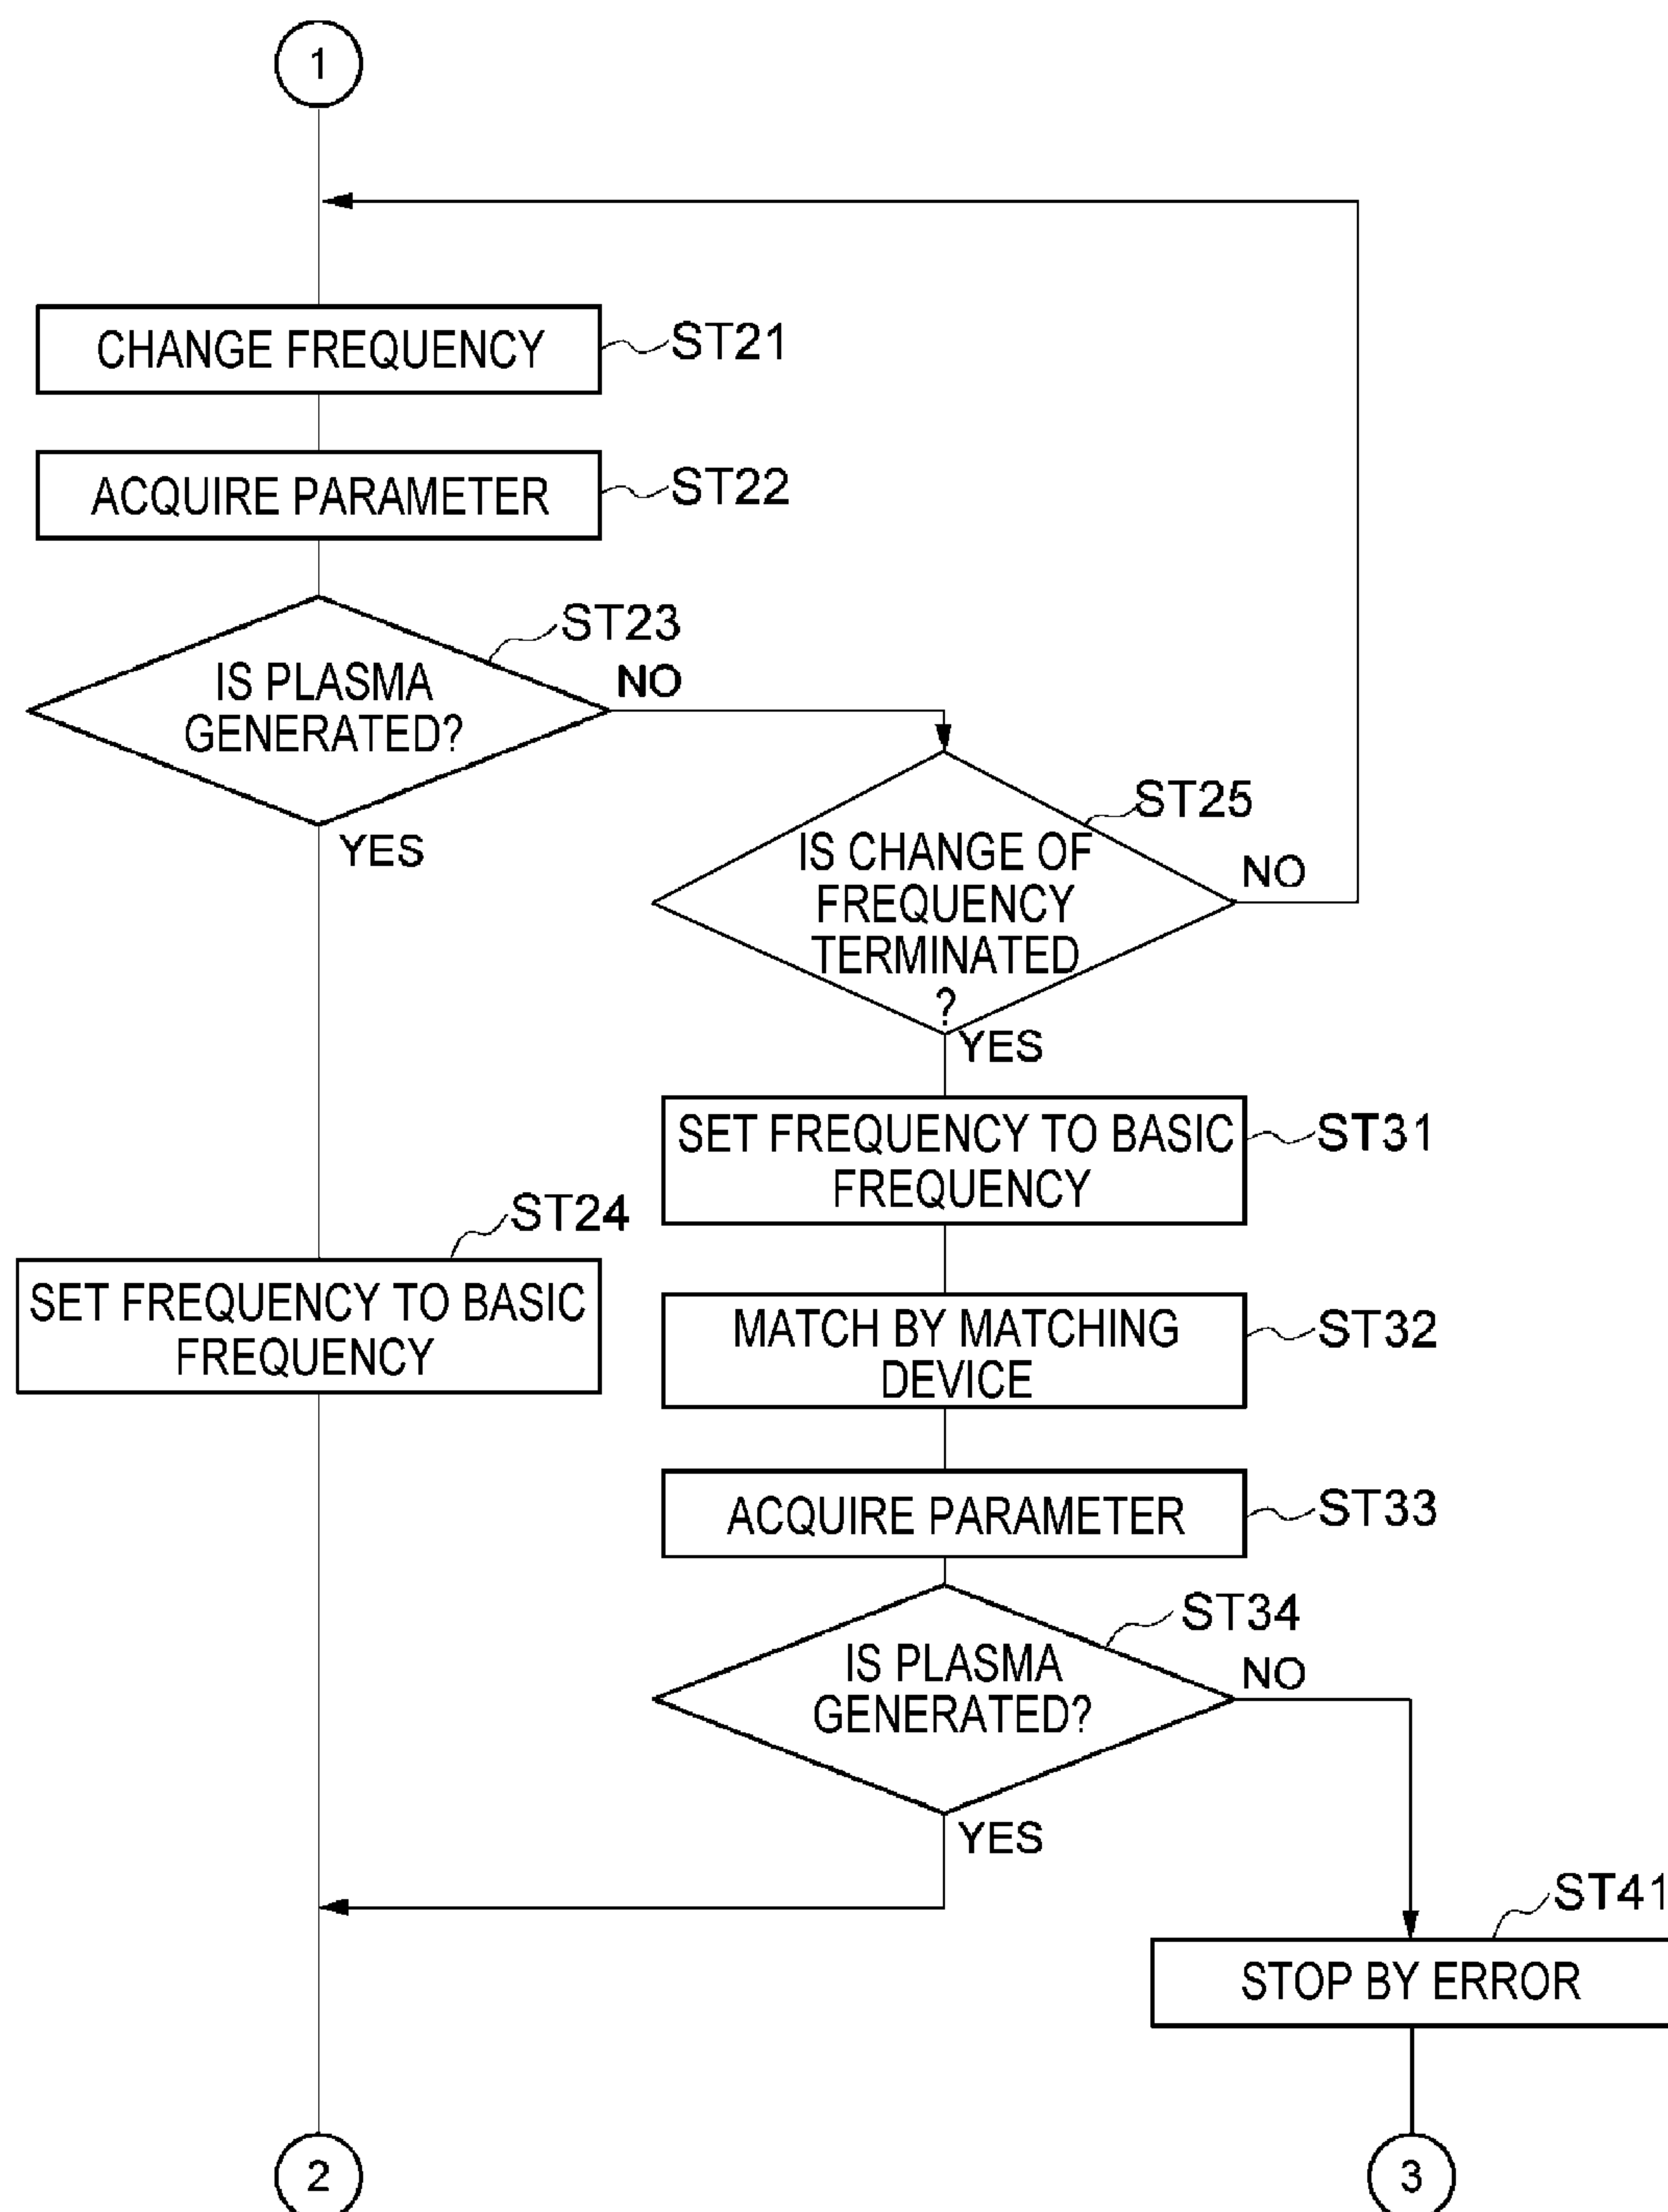 1
CHANGE FREQUENCY
ST21
ACQUIRE PARAMETER
ST22
ST23
IS PLASMA
GENERATED?
NO
YES
ST25
IS CHANGE OF
FREQUENCY
TERMINATED
?
NO
YES
SET FREQUENCY TO BASIC
FREQUENCY
ST31
ST24
SET FREQUENCY TO BASIC
FREQUENCY
MATCH BY MATCHING
DEVICE
ST32
ACQUIRE PARAMETER
ST33
ST34
IS PLASMA
GENERATED?
NO
YES
ST41
STOP BY ERROR
2
3